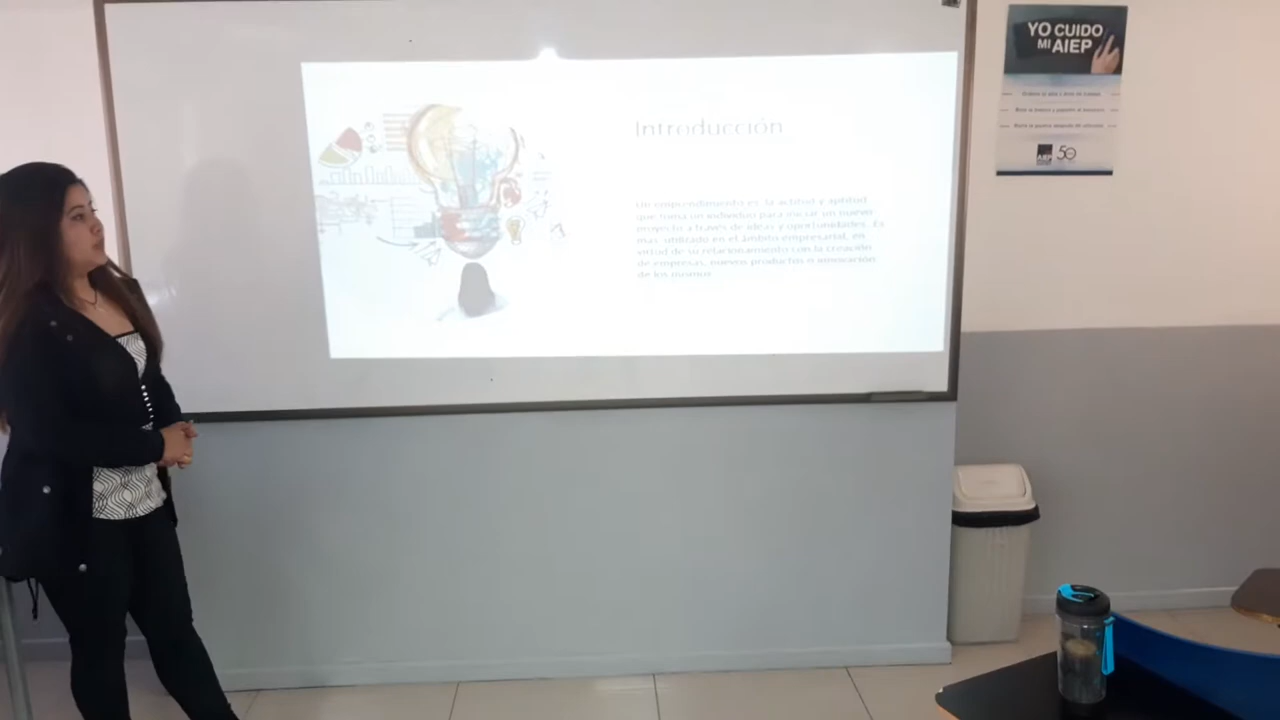 Introducción
Un emprendimiento es la actitud y aptitud
que toma un individuo para iniciar un nuevo
proyecto a través de ideas y oportunidades. Es
más utilizado en el ámbito empresarial, en
virtud de su relacionamiento con la creación
de empresas, nuevos productos o innovación
de los mismos
YO CUIDO
MI AIEP
AIEP 50